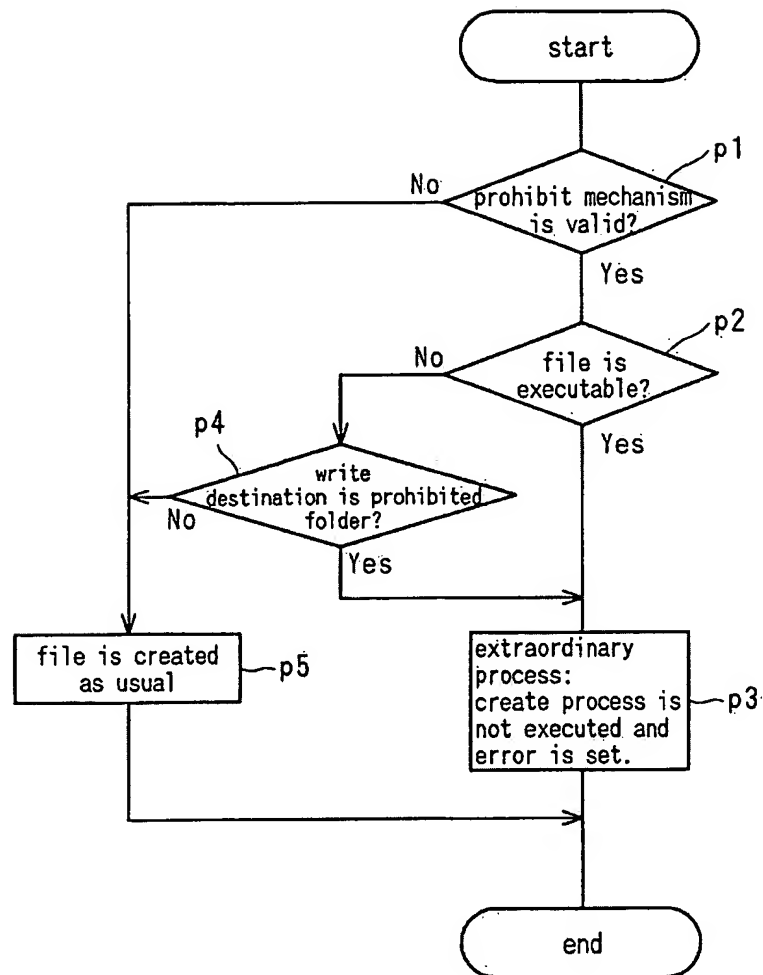 start
p1
No
prohibit mechanism
is valid?
Yes
p2
No
file is
executable?
Yes
p4
write
destination is prohibited
folder?
No
Yes
file is created
as usual
p5
extraordinary
process:
create process is
not executed and
error is set.
p3
end